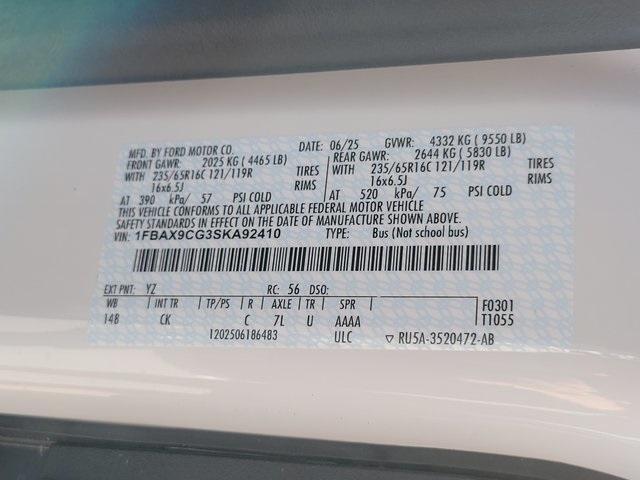 MFD. BY FORD MOTOR CO. DATE: 06/25 GVWR: 4332 KG ( 9550 LB)
FRONT GAWR: 2025 KG ( 4465 LB) REAR GAWR: 2644 KG ( 5830 LB)
WITH 235/65R16C 121/119R TIRES WITH 235/65R16C 121/119R TIRES
16x6.5J RIMS 16x6.5J RIMS
AT 390 kPa/ 57 PSI COLD AT 520 kPa/ 75 PSI COLD
THIS VEHICLE CONFORMS TO ALL APPLICABLE FEDERAL MOTOR VEHICLE
SAFETY STANDARDS IN EFFECT ON THE DATE OF MANUFACTURE SHOWN ABOVE.
VIN: 1FBAX9CG3SKA92410 TYPE: Bus (Not school bus)
EXT PNT: YZ RC: 56 DSO:
WB INT TR TP/PS R AXLE TR SPR F0301
148 CK C 7L U AAAA T1055
1202506186483 ULC ▽ RU5A-3520472-AB